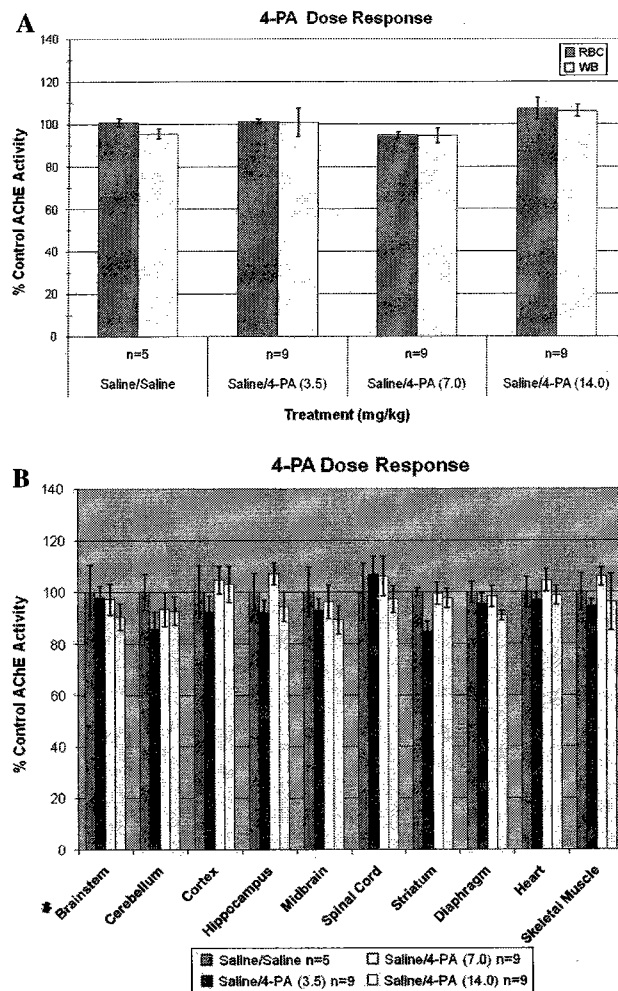 A
4-PA Dose Response
% Control AChE Activity
140
120
100
80
60
40
20
0
RBC
WB
n=5 n=9 n=9 n=9
Saline/Saline Saline/4-PA (3.5) Saline/4-PA (7.0) Saline/4-PA (14.0)
Treatment (mg/kg)
B
4-PA Dose Response
% Control AChE Activity
140
120
100
80
60
40
20
0
Brainstem
Cerebellum
Cortex
Hippocampus
Midbrain
Spinal Cord
Striatum
Diaphragm
Heart
Skeletal Muscle
Saline/Saline n=5 Saline/4-PA (7.0) n=9
Saline/4-PA (3.5) n=9 Saline/4-PA (14.0) n=9